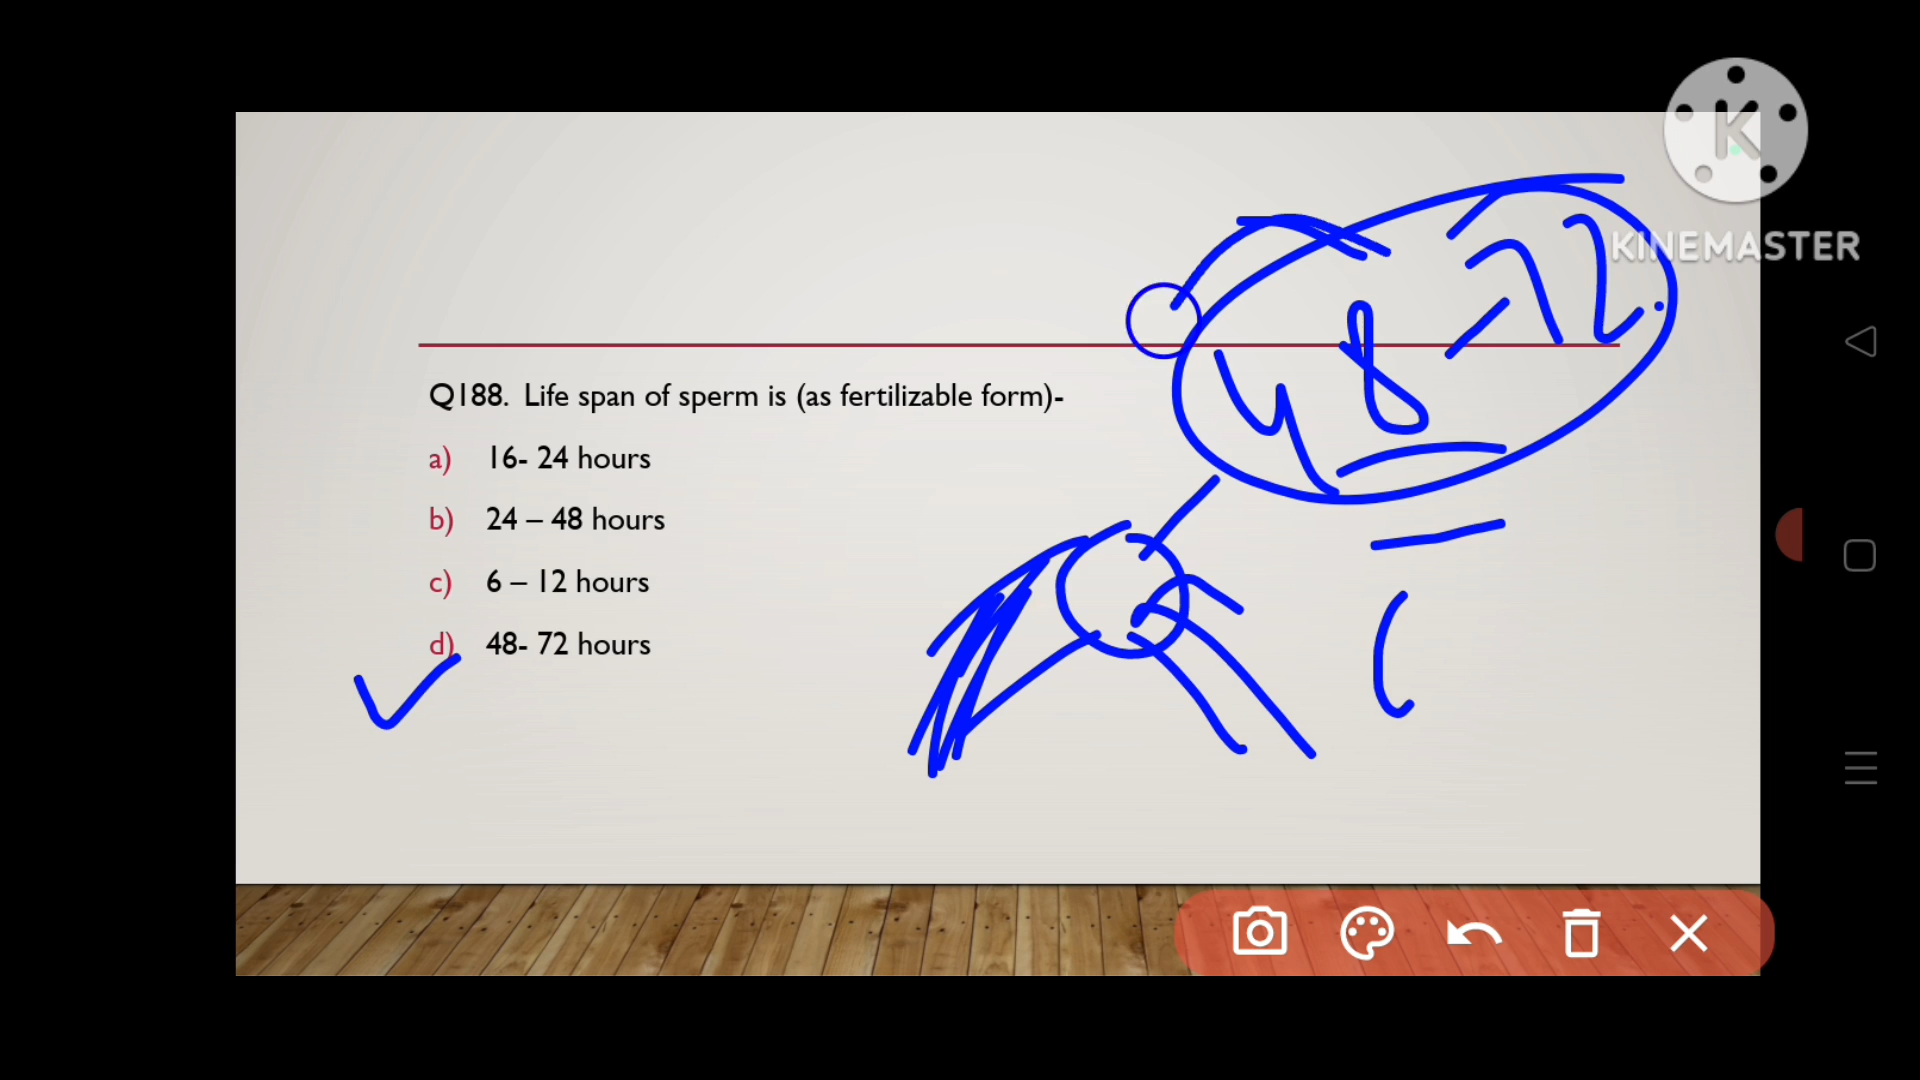 K
KINEMASTER
48-72
Q188. Life span of sperm is (as fertilizable form)-
a) 16- 24 hours
b) 24 – 48 hours
c) 6 – 12 hours
d) 48- 72 hours